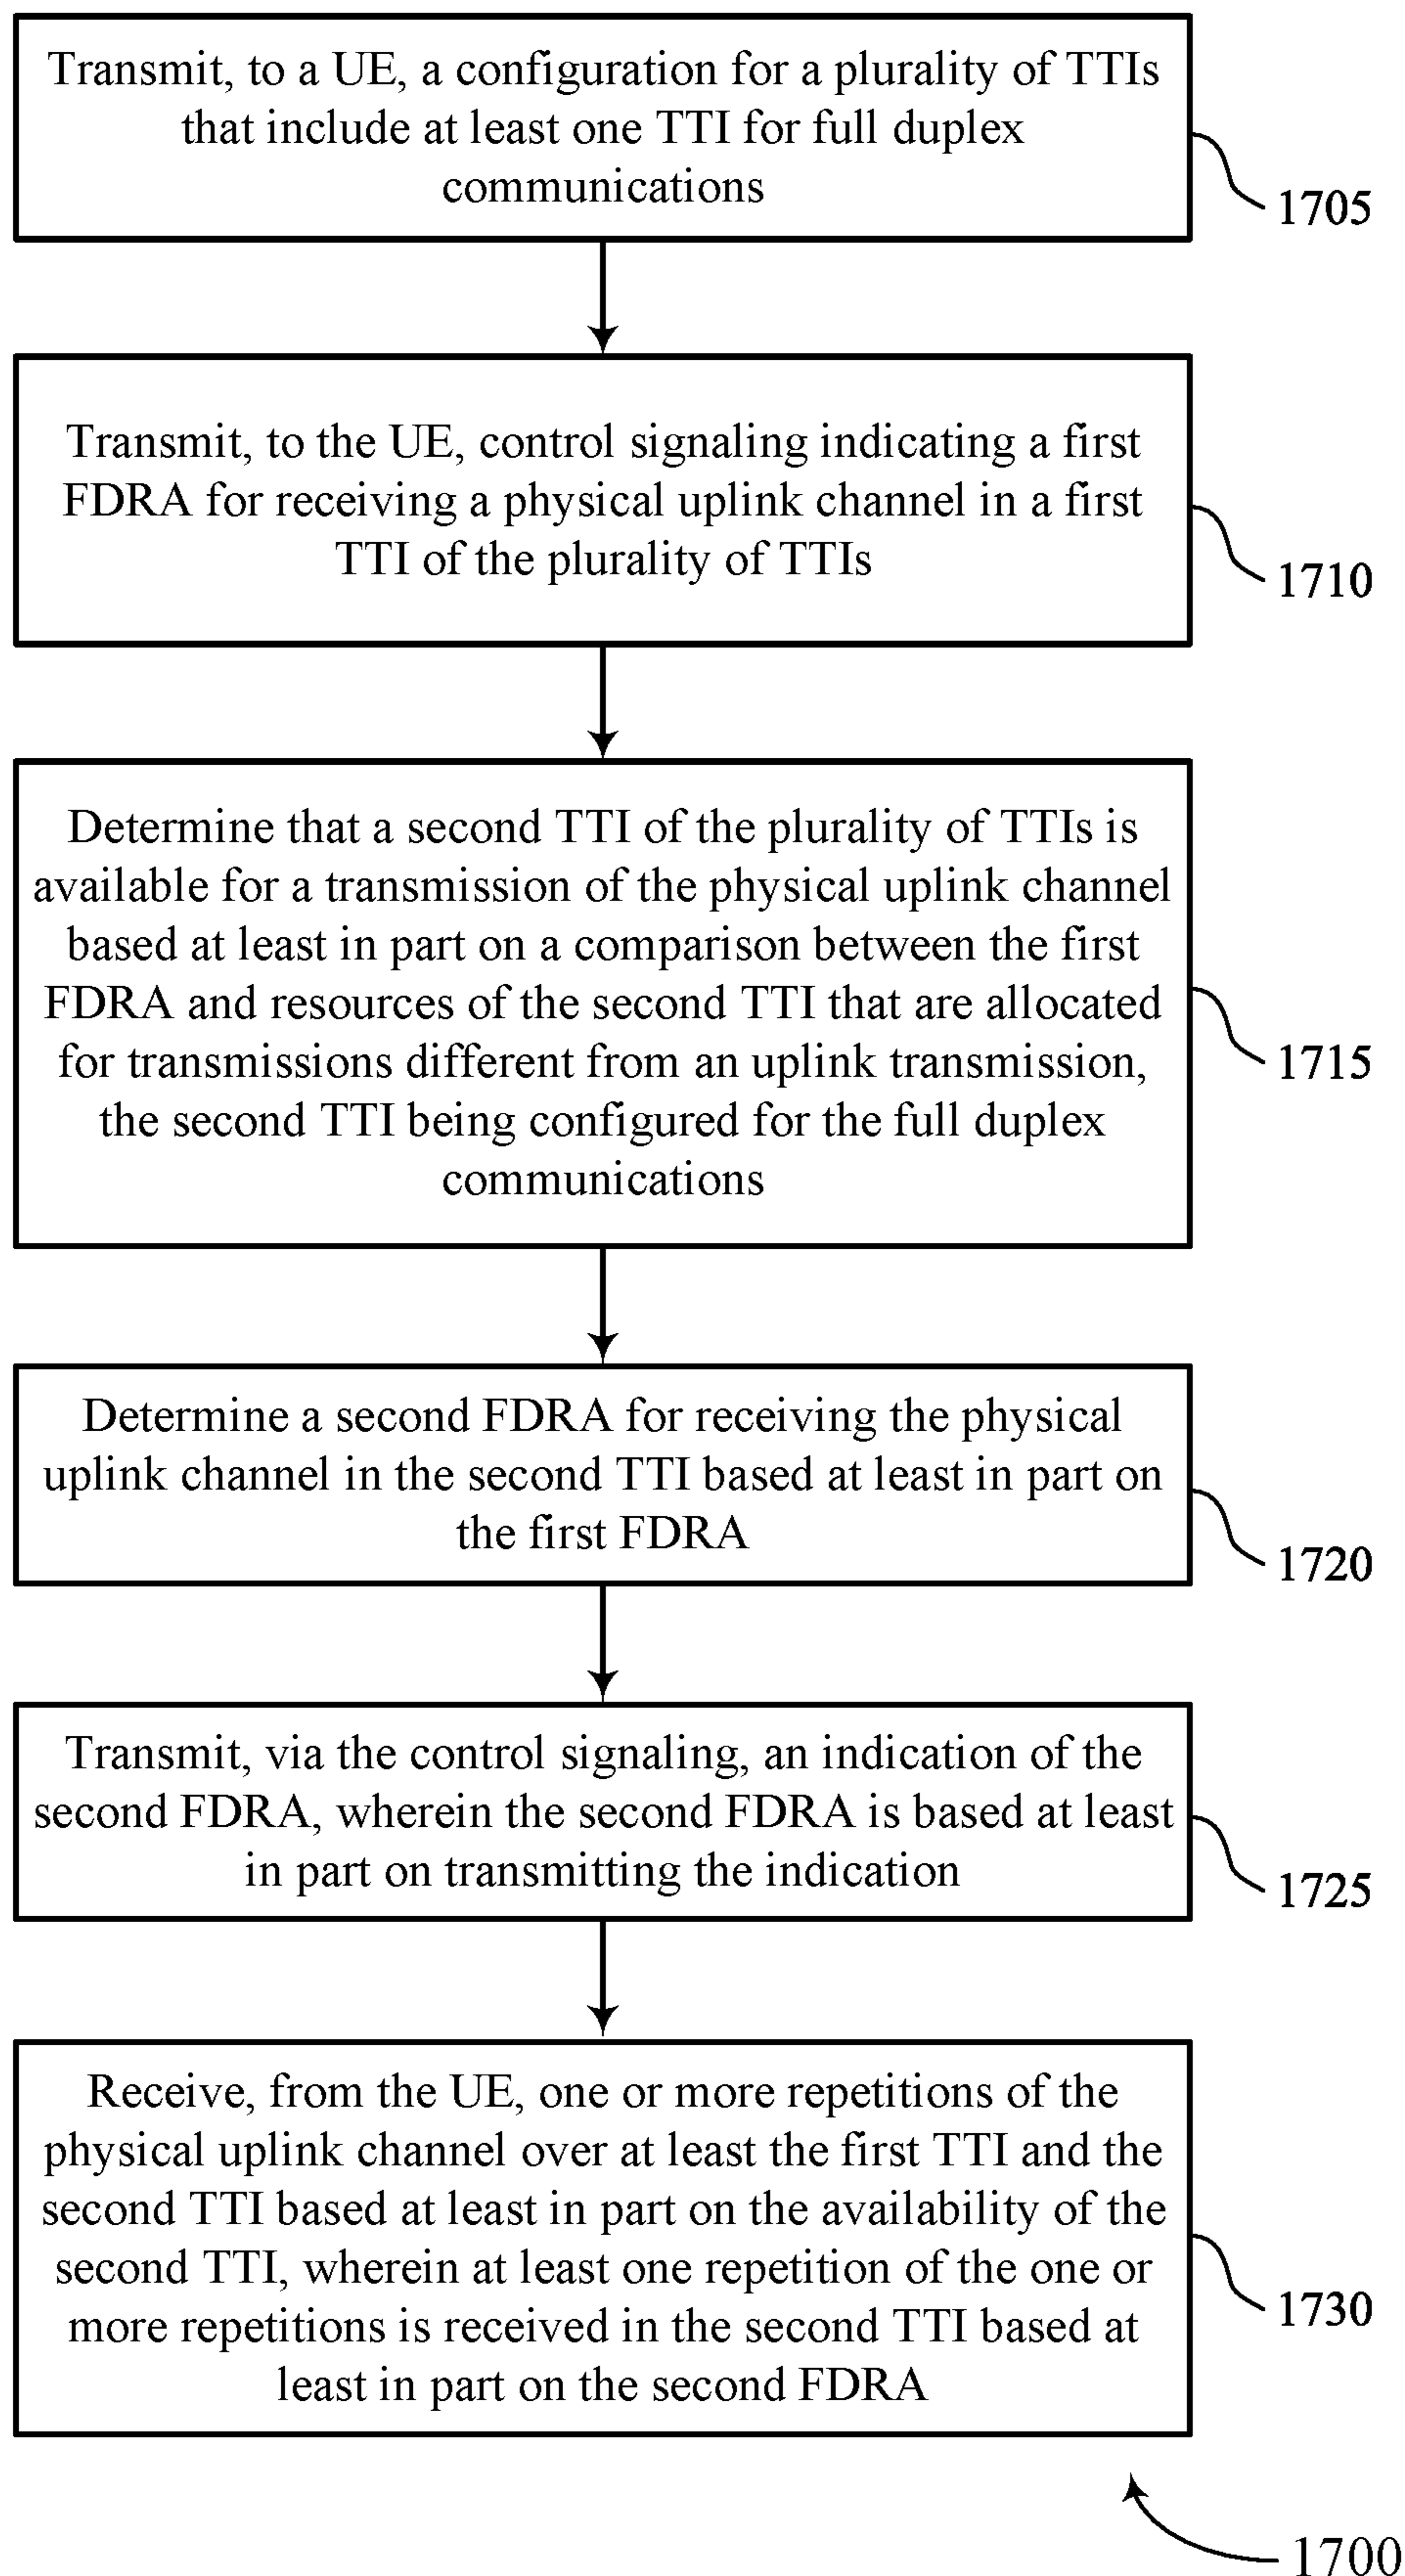 Transmit, to a UE, a configuration for a plurality of TTIs
that include at least one TTI for full duplex
communications
1705
Transmit, to the UE, control signaling indicating a first
FDRA for receiving a physical uplink channel in a first
TTI of the plurality of TTIs
1710
Determine that a second TTI of the plurality of TTIs is
available for a transmission of the physical uplink channel
based at least in part on a comparison between the first
FDRA and resources of the second TTI that are allocated
for transmissions different from an uplink transmission,
the second TTI being configured for the full duplex
communications
1715
Determine a second FDRA for receiving the physical
uplink channel in the second TTI based at least in part on
the first FDRA
1720
Transmit, via the control signaling, an indication of the
second FDRA, wherein the second FDRA is based at least
in part on transmitting the indication
1725
Receive, from the UE, one or more repetitions of the
physical uplink channel over at least the first TTI and the
second TTI based at least in part on the availability of the
second TTI, wherein at least one repetition of the one or
more repetitions is received in the second TTI based at
least in part on the second FDRA
1730
1700